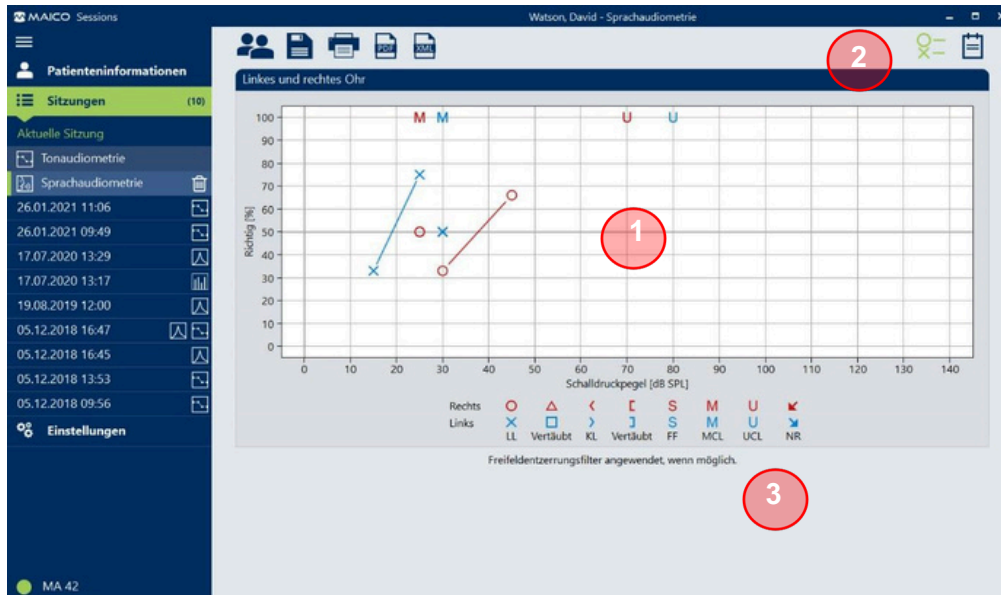 MAICO Sessions
Watson, David - Sprachaudiometrie
PDF
XML
2
Patienteninformationen
Sitzungen (10)
Aktuelle Sitzung
Tonaudiometrie
Sprachaudiometrie
26.01.2021 11:06
26.01.2021 09:49
17.07.2020 13:29
17.07.2020 13:17
19.08.2019 12:00
05.12.2018 16:47
05.12.2018 16:45
05.12.2018 13:53
05.12.2018 09:56
Einstellungen
MA 42
Linkes und rechtes Ohr
Richtig [%]
100
90
80
70
60
50
40
30
20
10
0
M M U U
1
0 10 20 30 40 50 60 70 80 90 100 110 120 130 140
Schalldruckpegel [dB SPL]
Rechts S M U
Links S M U
LL Vertäubt KL Vertäubt FF MCL UCL NR
Freifeldentzerrungsfilter angewendet, wenn möglich.
3